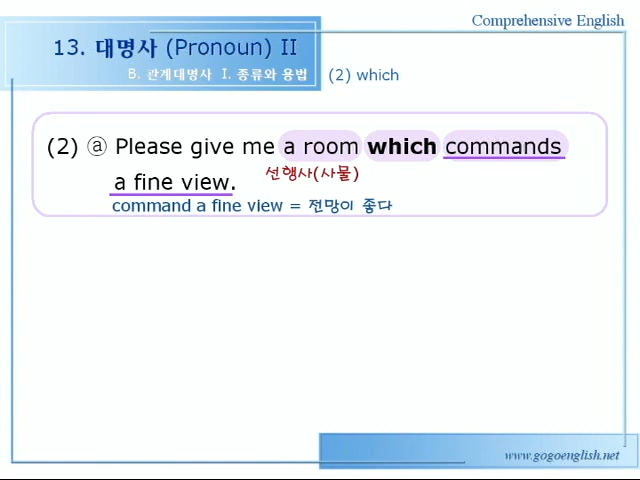 Comprehensive English
13. 대명사 (Pronoun) II
B. 관계대명사 I. 종류와 용법
(2) which
(2) ⓐ Please give me a room which commands
a fine view.
선행사(사물)
command a fine view = 전망이 좋다
www.gogoenglish.net